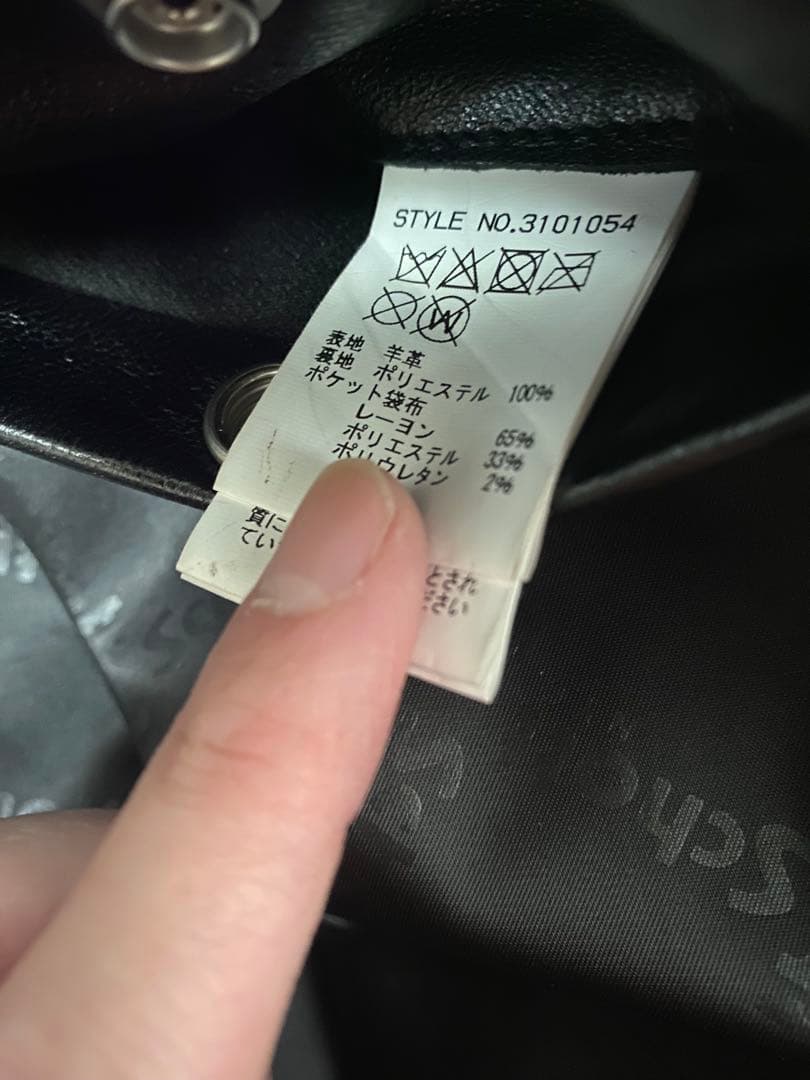 STYLE NO.3101054
表地 羊革
裏地 ポリエステル 100%
ポケット袋布
レーヨン 65%
ポリエステル 33%
ポリウレタン 2%
質に
とされ
てい
ださい
Scho